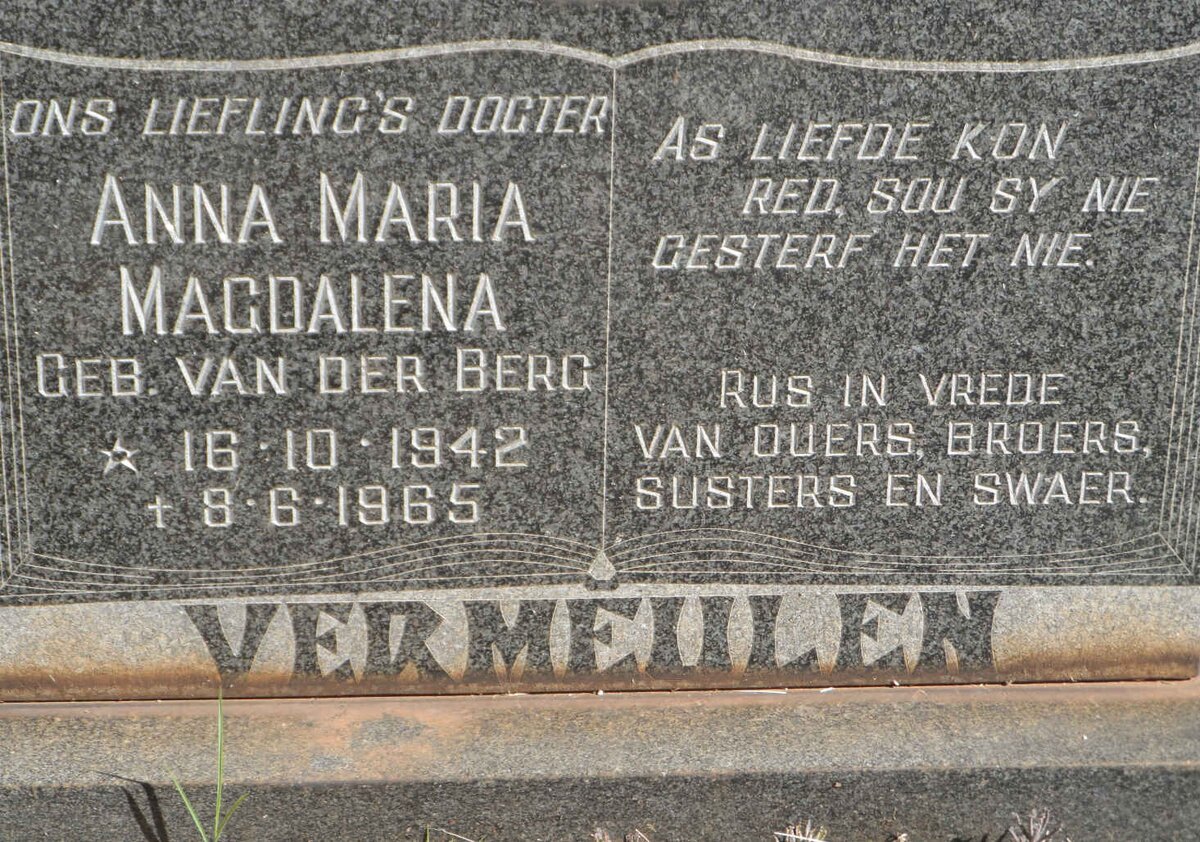 ONS LIEFLING'S DOGTER
ANNA MARIA
MAGDALENA
GEB. VAN DER BERG
☆ 16·10·1942
+ 8·6·1965
AS LIEFDE KON
RED, SOU SY NIE
GESTERF HET NIE.
RUS IN VREDE
VAN OUERS, BROERS,
SUSTERS EN SWAER.
VERMEULEN